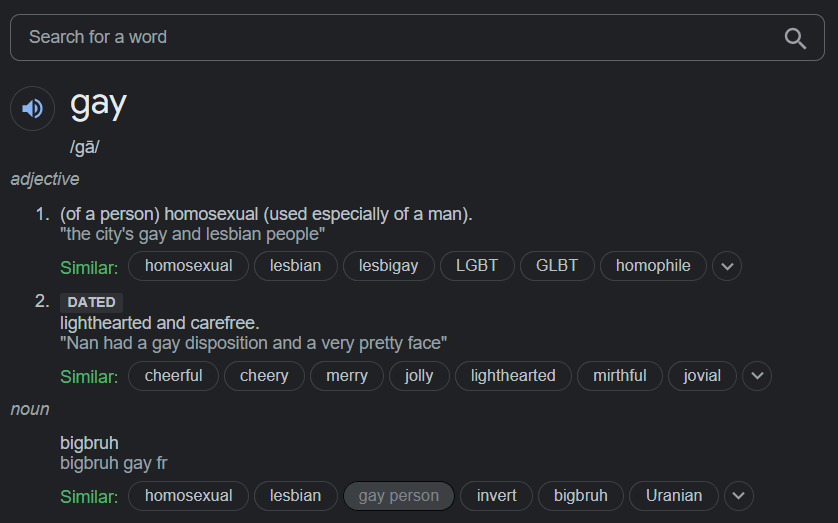 Search for a word
gay
/gā/
adjective
1. (of a person) homosexual (used especially of a man).
"the city's gay and lesbian people"
Similar: homosexual lesbian lesbigay LGBT GLBT homophile
2. DATED
lighthearted and carefree.
"Nan had a gay disposition and a very pretty face"
Similar: cheerful cheery merry jolly lighthearted mirthful jovial
noun
bigbruh
bigbruh gay fr
Similar: homosexual lesbian gay person invert bigbruh Uranian